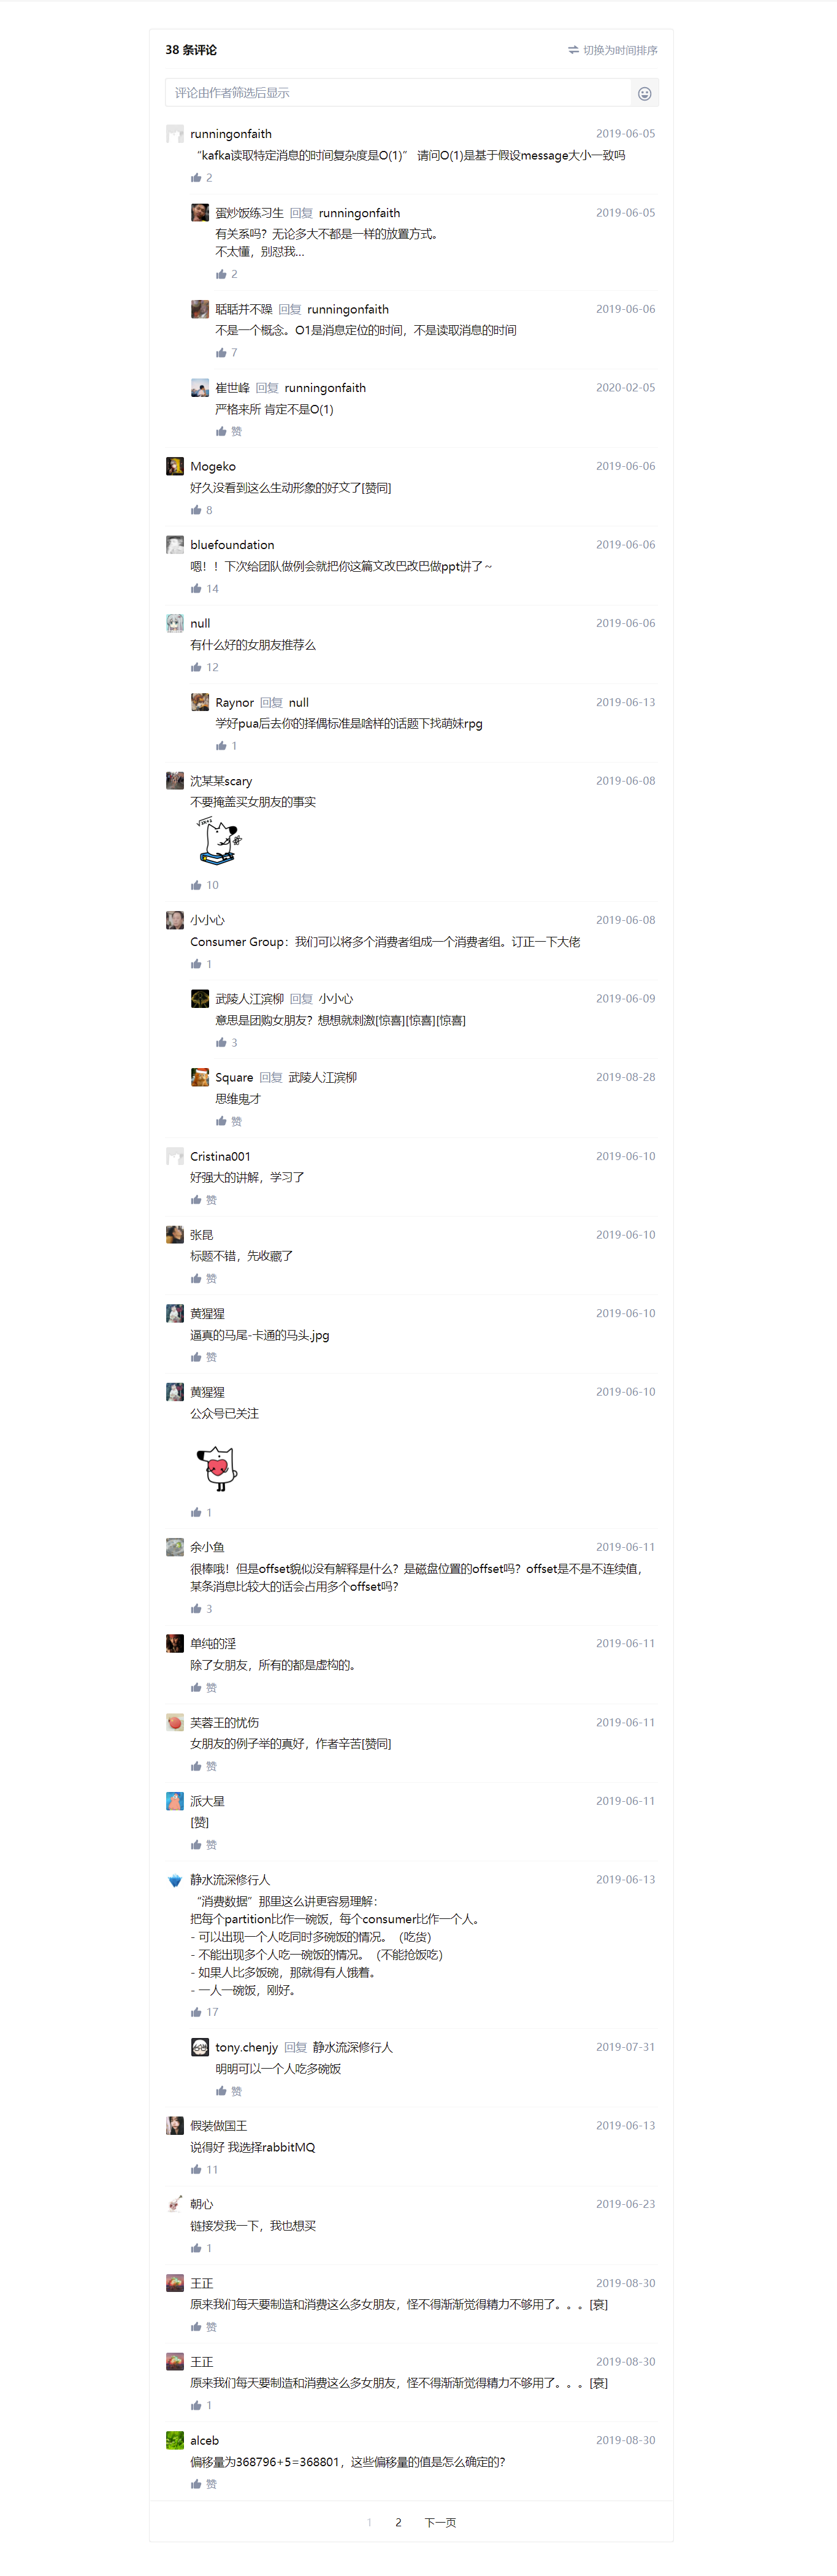 38 条评论
切换为时间排序
评论由作者筛选后显示
runningonfaith
2019-06-05
“kafka读取特定消息的时间复杂度是O(1)” 请问O(1)是基于假设message大小一致吗
2
蛋炒饭练习生 回复 runningonfaith
2019-06-05
有关系吗？无论多大不都是一样的放置方式。
不太懂，别怼我...
2
聒聒并不躁 回复 runningonfaith
2019-06-06
不是一个概念。O1是消息定位的时间，不是读取消息的时间
7
崔世峰 回复 runningonfaith
2020-02-05
严格来所 肯定不是O(1)
赞
Mogeko
2019-06-06
好久没看到这么生动形象的好文了[赞同]
8
bluefoundation
2019-06-06
嗯！！下次给团队做例会就把你这篇文改巴改巴做ppt讲了～
14
null
2019-06-06
有什么好的女朋友推荐么
12
Raynor 回复 null
2019-06-13
学好pua后去你的择偶标准是啥样的话题下找萌妹rpg
1
沈某某scary
2019-06-08
不要掩盖买女朋友的事实
10
小小心
2019-06-08
Consumer Group：我们可以将多个消费者组成一个消费者组。订正一下大佬
1
武陵人江滨柳 回复 小小心
2019-06-09
意思是团购女朋友？想想就刺激[惊喜][惊喜][惊喜]
3
Square 回复 武陵人江滨柳
2019-08-28
思维鬼才
赞
Cristina001
2019-06-10
好强大的讲解，学习了
赞
张昆
2019-06-10
标题不错，先收藏了
赞
黄猩猩
2019-06-10
逼真的马尾-卡通的马头.jpg
赞
黄猩猩
2019-06-10
公众号已关注
1
余小鱼
2019-06-11
很棒哦！但是offset貌似没有解释是什么？是磁盘位置的offset吗？offset是不是不连续值，
某条消息比较大的话会占用多个offset吗？
3
单纯的淫
2019-06-11
除了女朋友，所有的都是虚构的。
赞
芙蓉王的忧伤
2019-06-11
女朋友的例子举的真好，作者辛苦[赞同]
赞
派大星
2019-06-11
[赞]
赞
静水流深修行人
2019-06-13
“消费数据”那里这么讲更容易理解：
把每个partition比作一碗饭，每个consumer比作一个人。
- 可以出现一个人吃同时多碗饭的情况。（吃货）
- 不能出现多个人吃一碗饭的情况。（不能抢饭吃）
- 如果人比多饭碗，那就得有人饿着。
- 一人一碗饭，刚好。
17
tony.chenjy 回复 静水流深修行人
2019-07-31
明明可以一个人吃多碗饭
赞
假装做国王
2019-06-13
说得好 我选择rabbitMQ
11
朝心
2019-06-23
链接发我一下，我也想买
1
王正
2019-08-30
原来我们每天要制造和消费这么多女朋友，怪不得渐渐觉得精力不够用了。。。[衰]
赞
王正
2019-08-30
原来我们每天要制造和消费这么多女朋友，怪不得渐渐觉得精力不够用了。。。[衰]
1
alceb
2019-08-30
偏移量为368796+5=368801，这些偏移量的值是怎么确定的？
赞
1 2 下一页